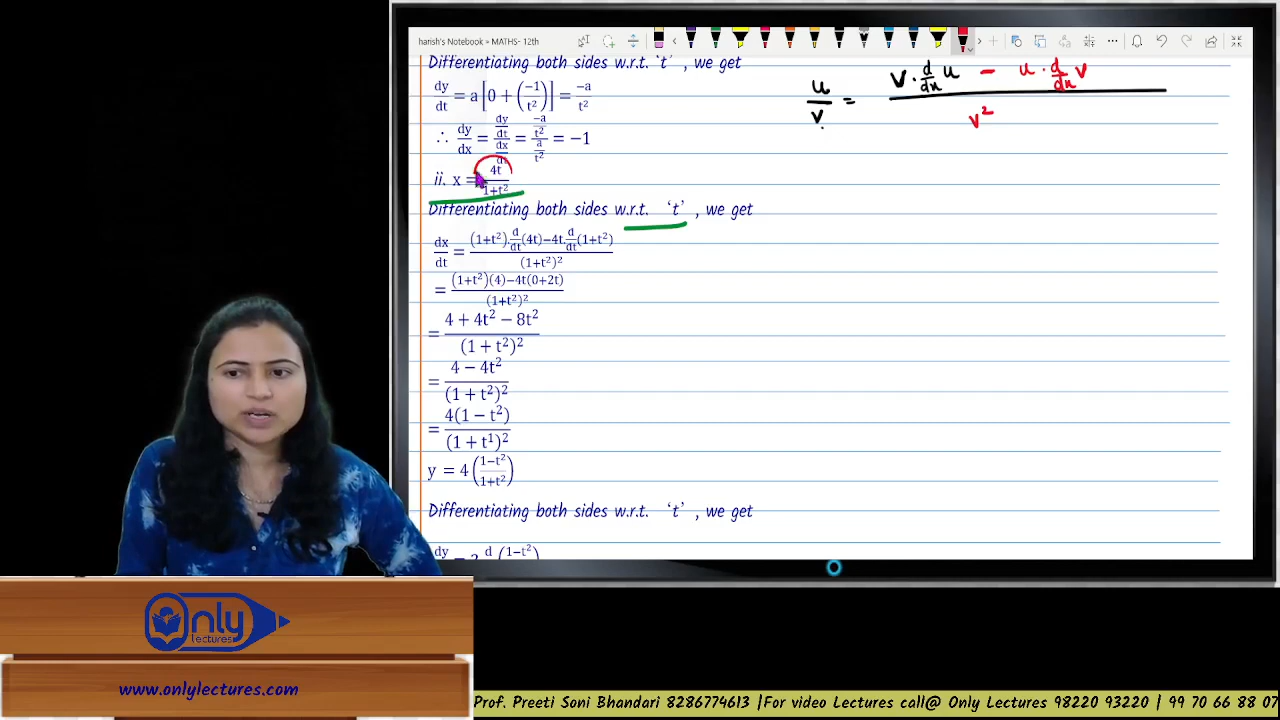 harish's Notebook » MATHS- 12th
Differentiating both sides w.r.t. ‘t’ , we get
dy/dt = a [0 + (−1/t²)] = −a/t²
∴ dy/dx = (dy/dt)/(dx/dt) = (−a/t²)/(a/t²) = −1
ii. x = 4t/(1+t²)
Differentiating both sides w.r.t. ‘t’ , we get
dx/dt = ((1+t²).d/dt(4t)−4t.d/dt(1+t²))/(1+t²)²
= ((1+t²)(4)−4t(0+2t))/(1+t²)²
= (4 + 4t² − 8t²)/(1 + t²)²
= (4 − 4t²)/(1 + t²)²
= 4(1 − t²)/(1 + t¹)²
y = 4 ((1−t²)/(1+t²))
Differentiating both sides w.r.t. ‘t’ , we get
u/v = (v · d/dx u − u · d/dx v)/v²
Only
lectures
www.onlylectures.com
Prof. Preeti Soni Bhandari 8286774613 |For video Lectures call@ Only Lectures 98220 93220 | 99 70 66 88 07